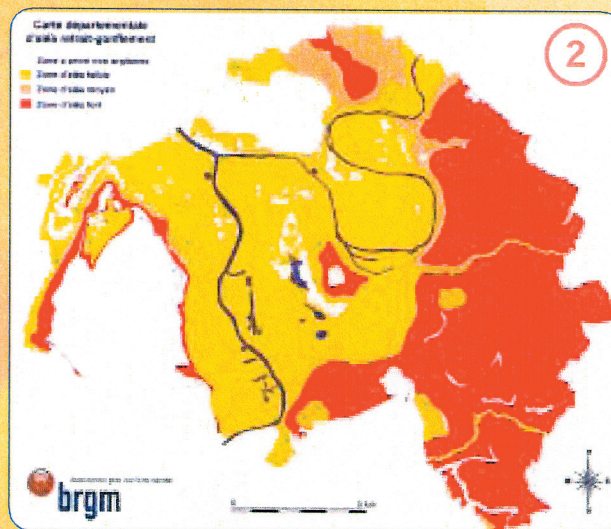 Carte départementale
d'aléa retrait-gonflement
2
Zone a priori non argileuse
Zone d'aléa faible
Zone d'aléa moyen
Zone d'aléa fort
brgm
0